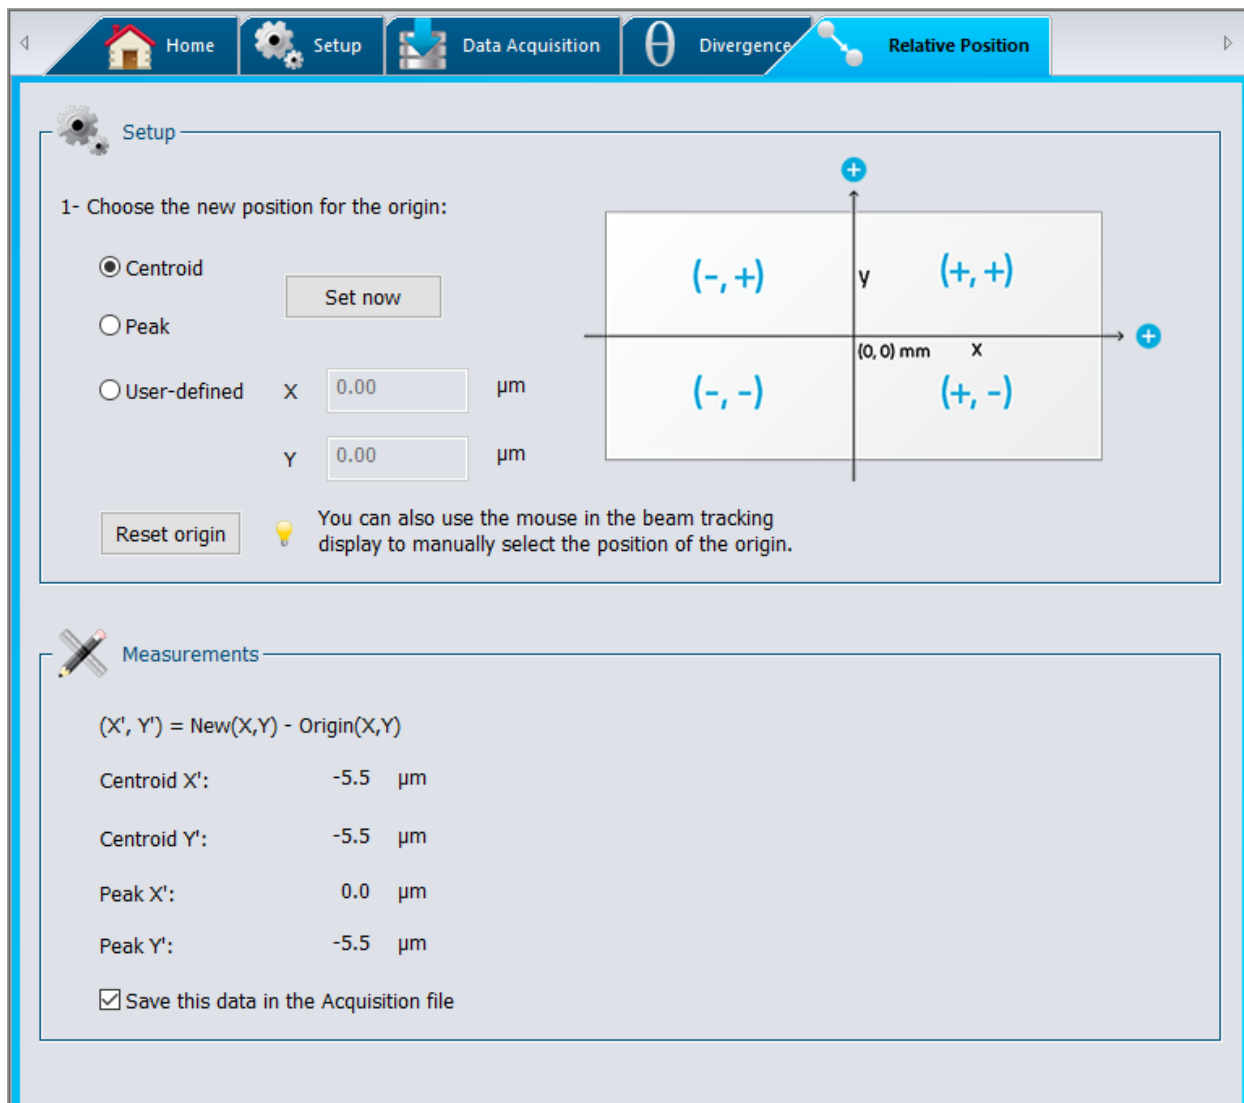 Home
Setup
Data Acquisition
θ
Divergence
Relative Position
Setup
1- Choose the new position for the origin:
Centroid
Set now
Peak
User-defined
X 0.00 µm
Y 0.00 µm
Reset origin
You can also use the mouse in the beam tracking
display to manually select the position of the origin.
+
(-, +)
y
(+, +)
+
(0, 0) mm
x
(-, -)
(+, -)
Measurements
(X', Y') = New(X,Y) - Origin(X,Y)
Centroid X': -5.5 µm
Centroid Y': -5.5 µm
Peak X': 0.0 µm
Peak Y': -5.5 µm
Save this data in the Acquisition file